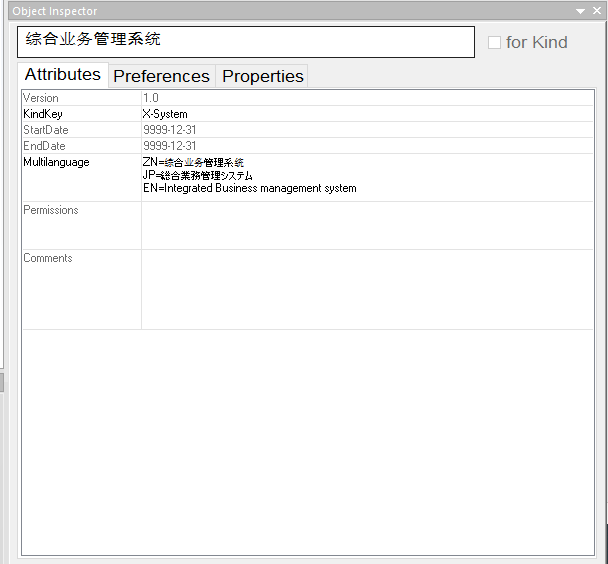 Object Inspector
综合业务管理系统
for Kind
Attributes Preferences Properties
Version 1.0
KindKey X-System
StartDate 9999-12-31
EndDate 9999-12-31
Multilanguage ZN=综合业务管理系统
JP=総合業務管理システム
EN=Integrated Business management system
Permissions
Comments